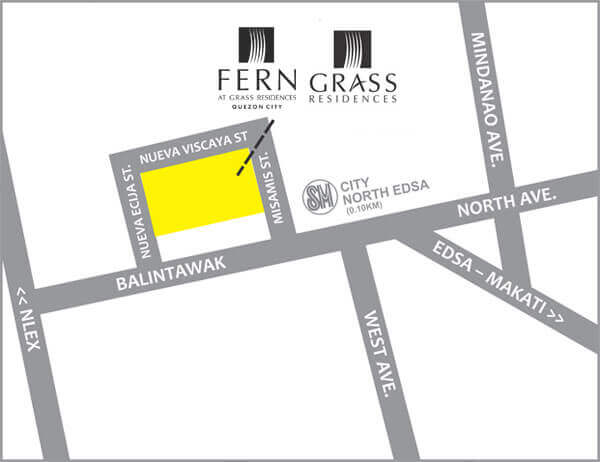 FERN
AT GRASS RESIDENCES
QUEZON CITY
GRASS
RESIDENCES
MINDANAO AVE.
NUEVA VISCAYA ST
NUEVA ECIJA ST.
MISAMIS ST.
SM
CITY
NORTH EDSA
(0.10KM)
NORTH AVE.
BALINTAWAK
EDSA – MAKATI >>
<< NLEX
WEST AVE.